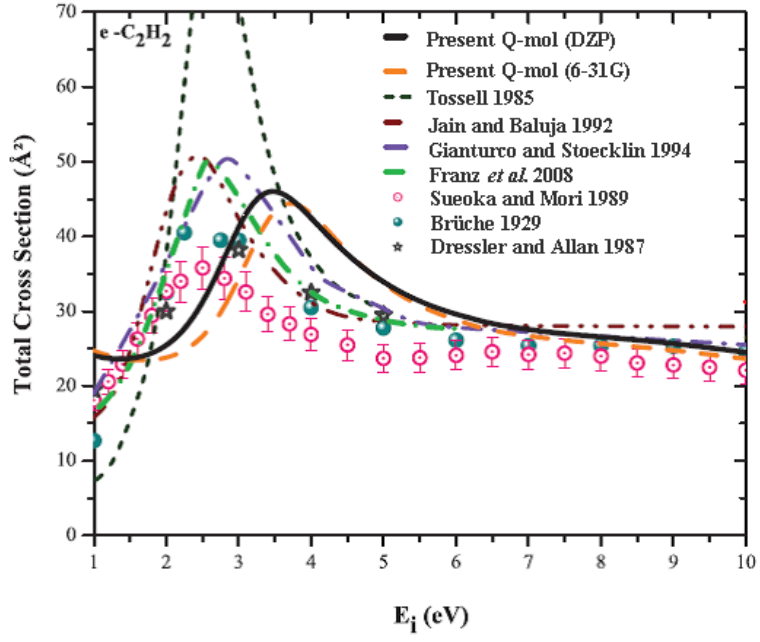 e -C₂H₂
Present Q-mol (DZP)
Present Q-mol (6-31G)
Tossell 1985
Jain and Baluja 1992
Gianturco and Stoecklin 1994
Franz et al. 2008
Sueoka and Mori 1989
Brüche 1929
Dressler and Allan 1987
Total Cross Section (Å²)
70
60
50
40
30
20
10
0
1 2 3 4 5 6 7 8 9 10
Eᵢ (eV)